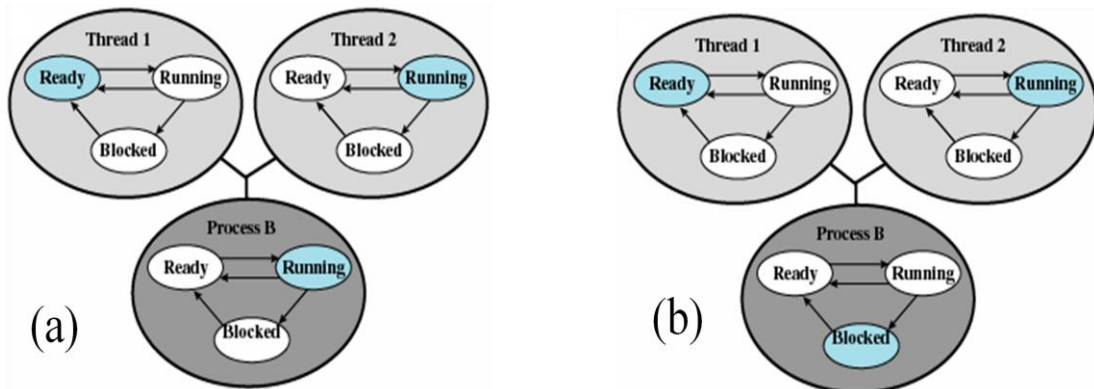 Thread 1
Ready
Running
Blocked
Thread 2
Ready
Running
Blocked
Process B
Ready
Running
Blocked
(a)
Thread 1
Ready
Running
Blocked
Thread 2
Ready
Running
Blocked
Process B
Ready
Running
Blocked
(b)